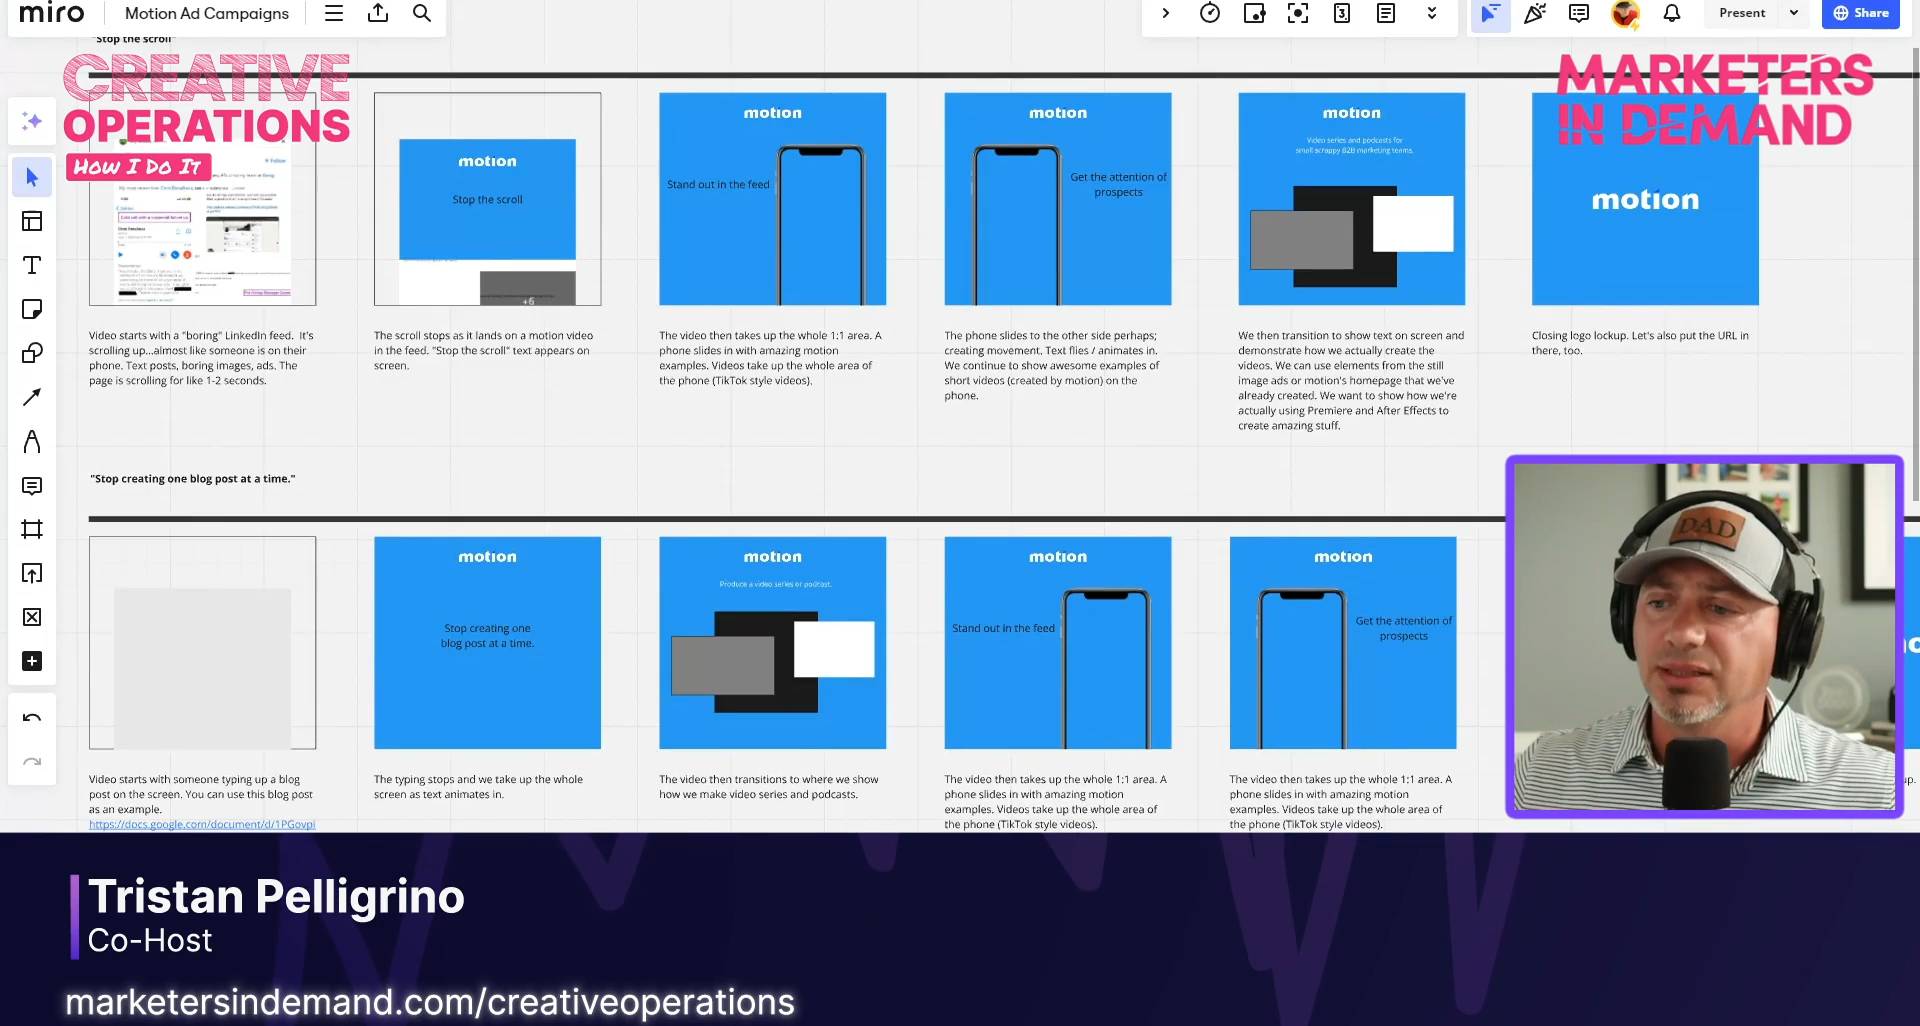 miro
Motion Ad Campaigns
Present
Share
"Stop the scroll"
CREATIVE
OPERATIONS
HOW I DO IT
MARKETERS
IN DEMAND
+ Follow
motion
Stop the scroll
+6
motion
Stand out in the feed
motion
Get the attention of
prospects
motion
Video series and podcasts for
small scrappy B2B marketing teams.
motion
Video starts with a "boring" LinkedIn feed. It's
scrolling up...almost like someone is on their
phone. Text posts, boring images, ads. The
page is scrolling for like 1-2 seconds.
The scroll stops as it lands on a motion video
in the feed. "Stop the scroll" text appears on
screen.
The video then takes up the whole 1:1 area. A
phone slides in with amazing motion
examples. Videos take up the whole area of
the phone (TikTok style videos).
The phone slides to the other side perhaps;
creating movement. Text flies / animates in.
We continue to show awesome examples of
short videos (created by motion) on the
phone.
We then transition to show text on screen and
demonstrate how we actually create the
videos. We can use elements from the still
image ads or motion's homepage that we've
already created. We want to show how we're
actually using Premiere and After Effects to
create amazing stuff.
Closing logo lockup. Let's also put the URL in
there, too.
"Stop creating one blog post at a time."
motion
Stop creating one
blog post at a time.
motion
Produce a video series or podcast.
motion
Stand out in the feed
motion
Get the attention of
prospects
DAD
Video starts with someone typing up a blog
post on the screen. You can use this blog post
as an example.
https://docs.google.com/document/d/1PGovpi
The typing stops and we take up the whole
screen as text animates in.
The video then transitions to where we show
how we make video series and podcasts.
The video then takes up the whole 1:1 area. A
phone slides in with amazing motion
examples. Videos take up the whole area of
the phone (TikTok style videos).
The video then takes up the whole 1:1 area. A
phone slides in with amazing motion
examples. Videos take up the whole area of
the phone (TikTok style videos).
Tristan Pelligrino
Co-Host
marketersindemand.com/creativeoperations